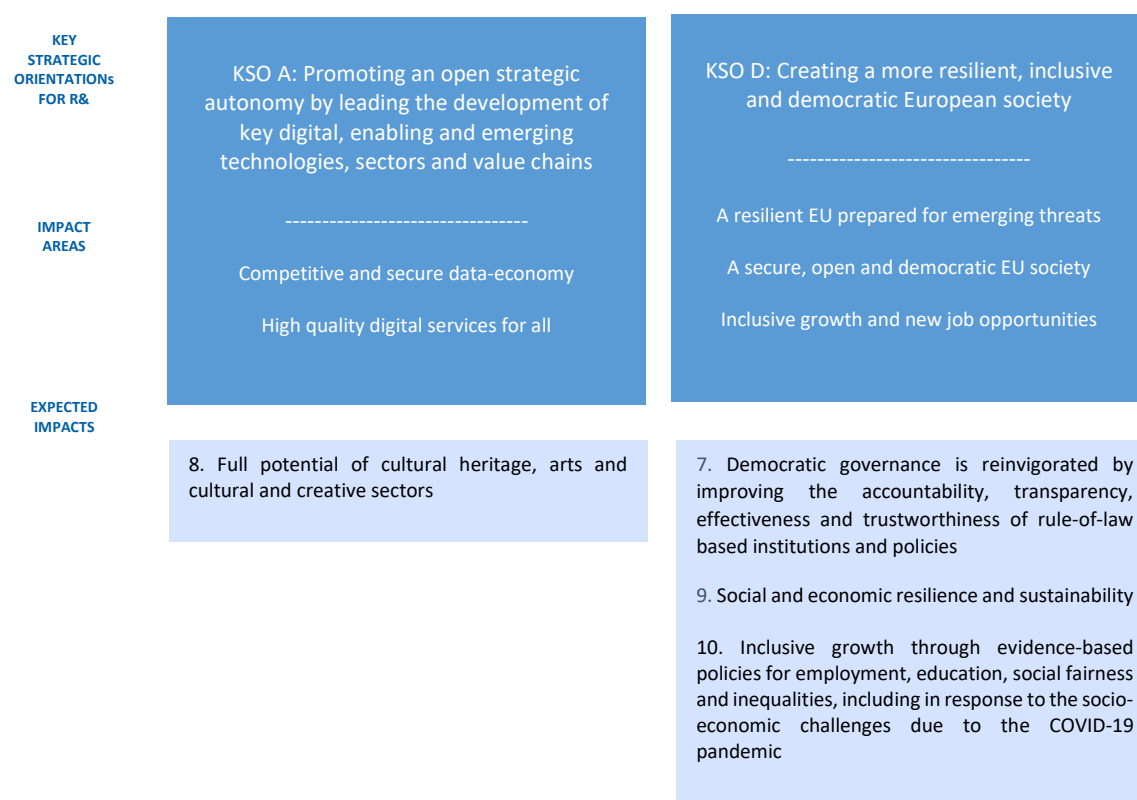 KEY
STRATEGIC
ORIENTATIONs
FOR R&
IMPACT
AREAS
EXPECTED
IMPACTS
KSO A: Promoting an open strategic
autonomy by leading the development of
key digital, enabling and emerging
technologies, sectors and value chains
---------------------------------
Competitive and secure data-economy
High quality digital services for all
8. Full potential of cultural heritage, arts and
cultural and creative sectors
KSO D: Creating a more resilient, inclusive
and democratic European society
---------------------------------
A resilient EU prepared for emerging threats
A secure, open and democratic EU society
Inclusive growth and new job opportunities
7. Democratic governance is reinvigorated by
improving the accountability, transparency,
effectiveness and trustworthiness of rule-of-law
based institutions and policies
9. Social and economic resilience and sustainability
10. Inclusive growth through evidence-based
policies for employment, education, social fairness
and inequalities, including in response to the socio-
economic challenges due to the COVID-19
pandemic